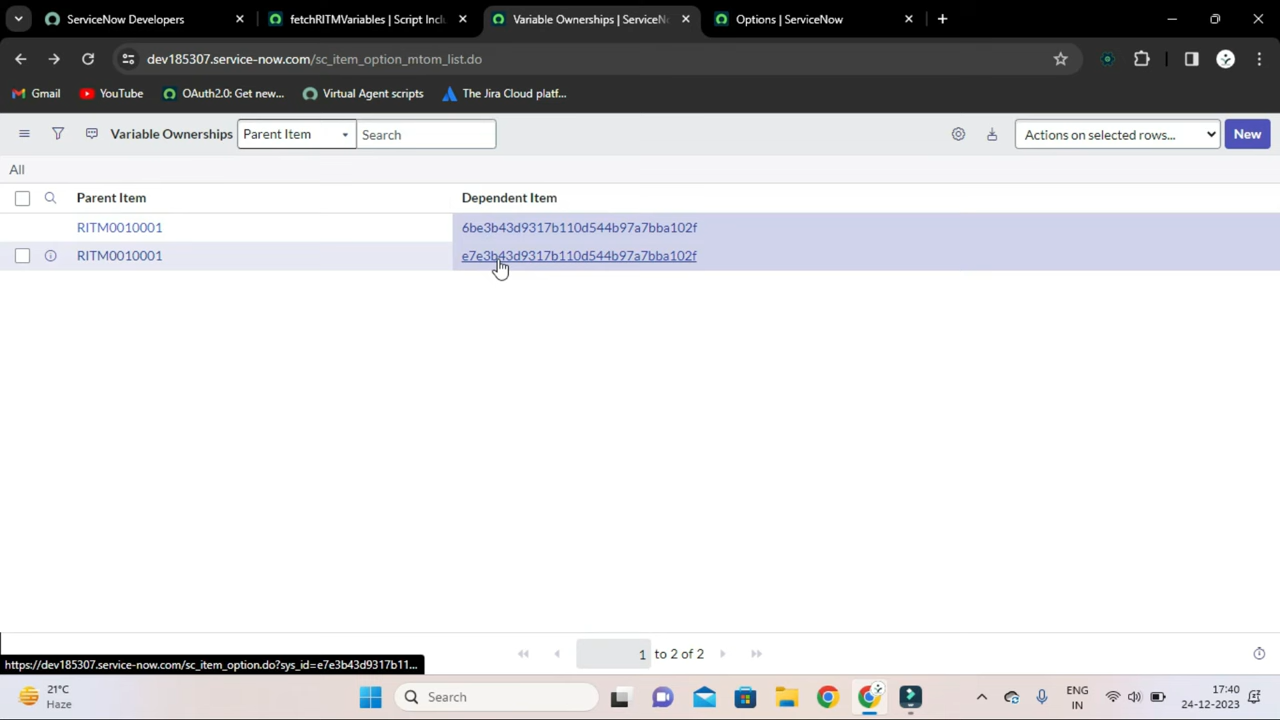 ServiceNow Developers
fetchRITMVariables | Script Inclu
Variable Ownerships | ServiceN
Options | ServiceNow
dev185307.service-now.com/sc_item_option_mtom_list.do
Gmail
YouTube
OAuth2.0: Get new...
Virtual Agent scripts
The Jira Cloud platf...
Variable Ownerships
Parent Item
Search
Actions on selected rows...
New
All
Parent Item
Dependent Item
RITM0010001
6be3b43d9317b110d544b97a7bba102f
RITM0010001
e7e3b43d9317b110d544b97a7bba102f
1 to 2 of 2
https://dev185307.service-now.com/sc_item_option.do?sys_id=e7e3b43d9317b11...
21°C
Haze
Search
ENG
IN
17:40
24-12-2023